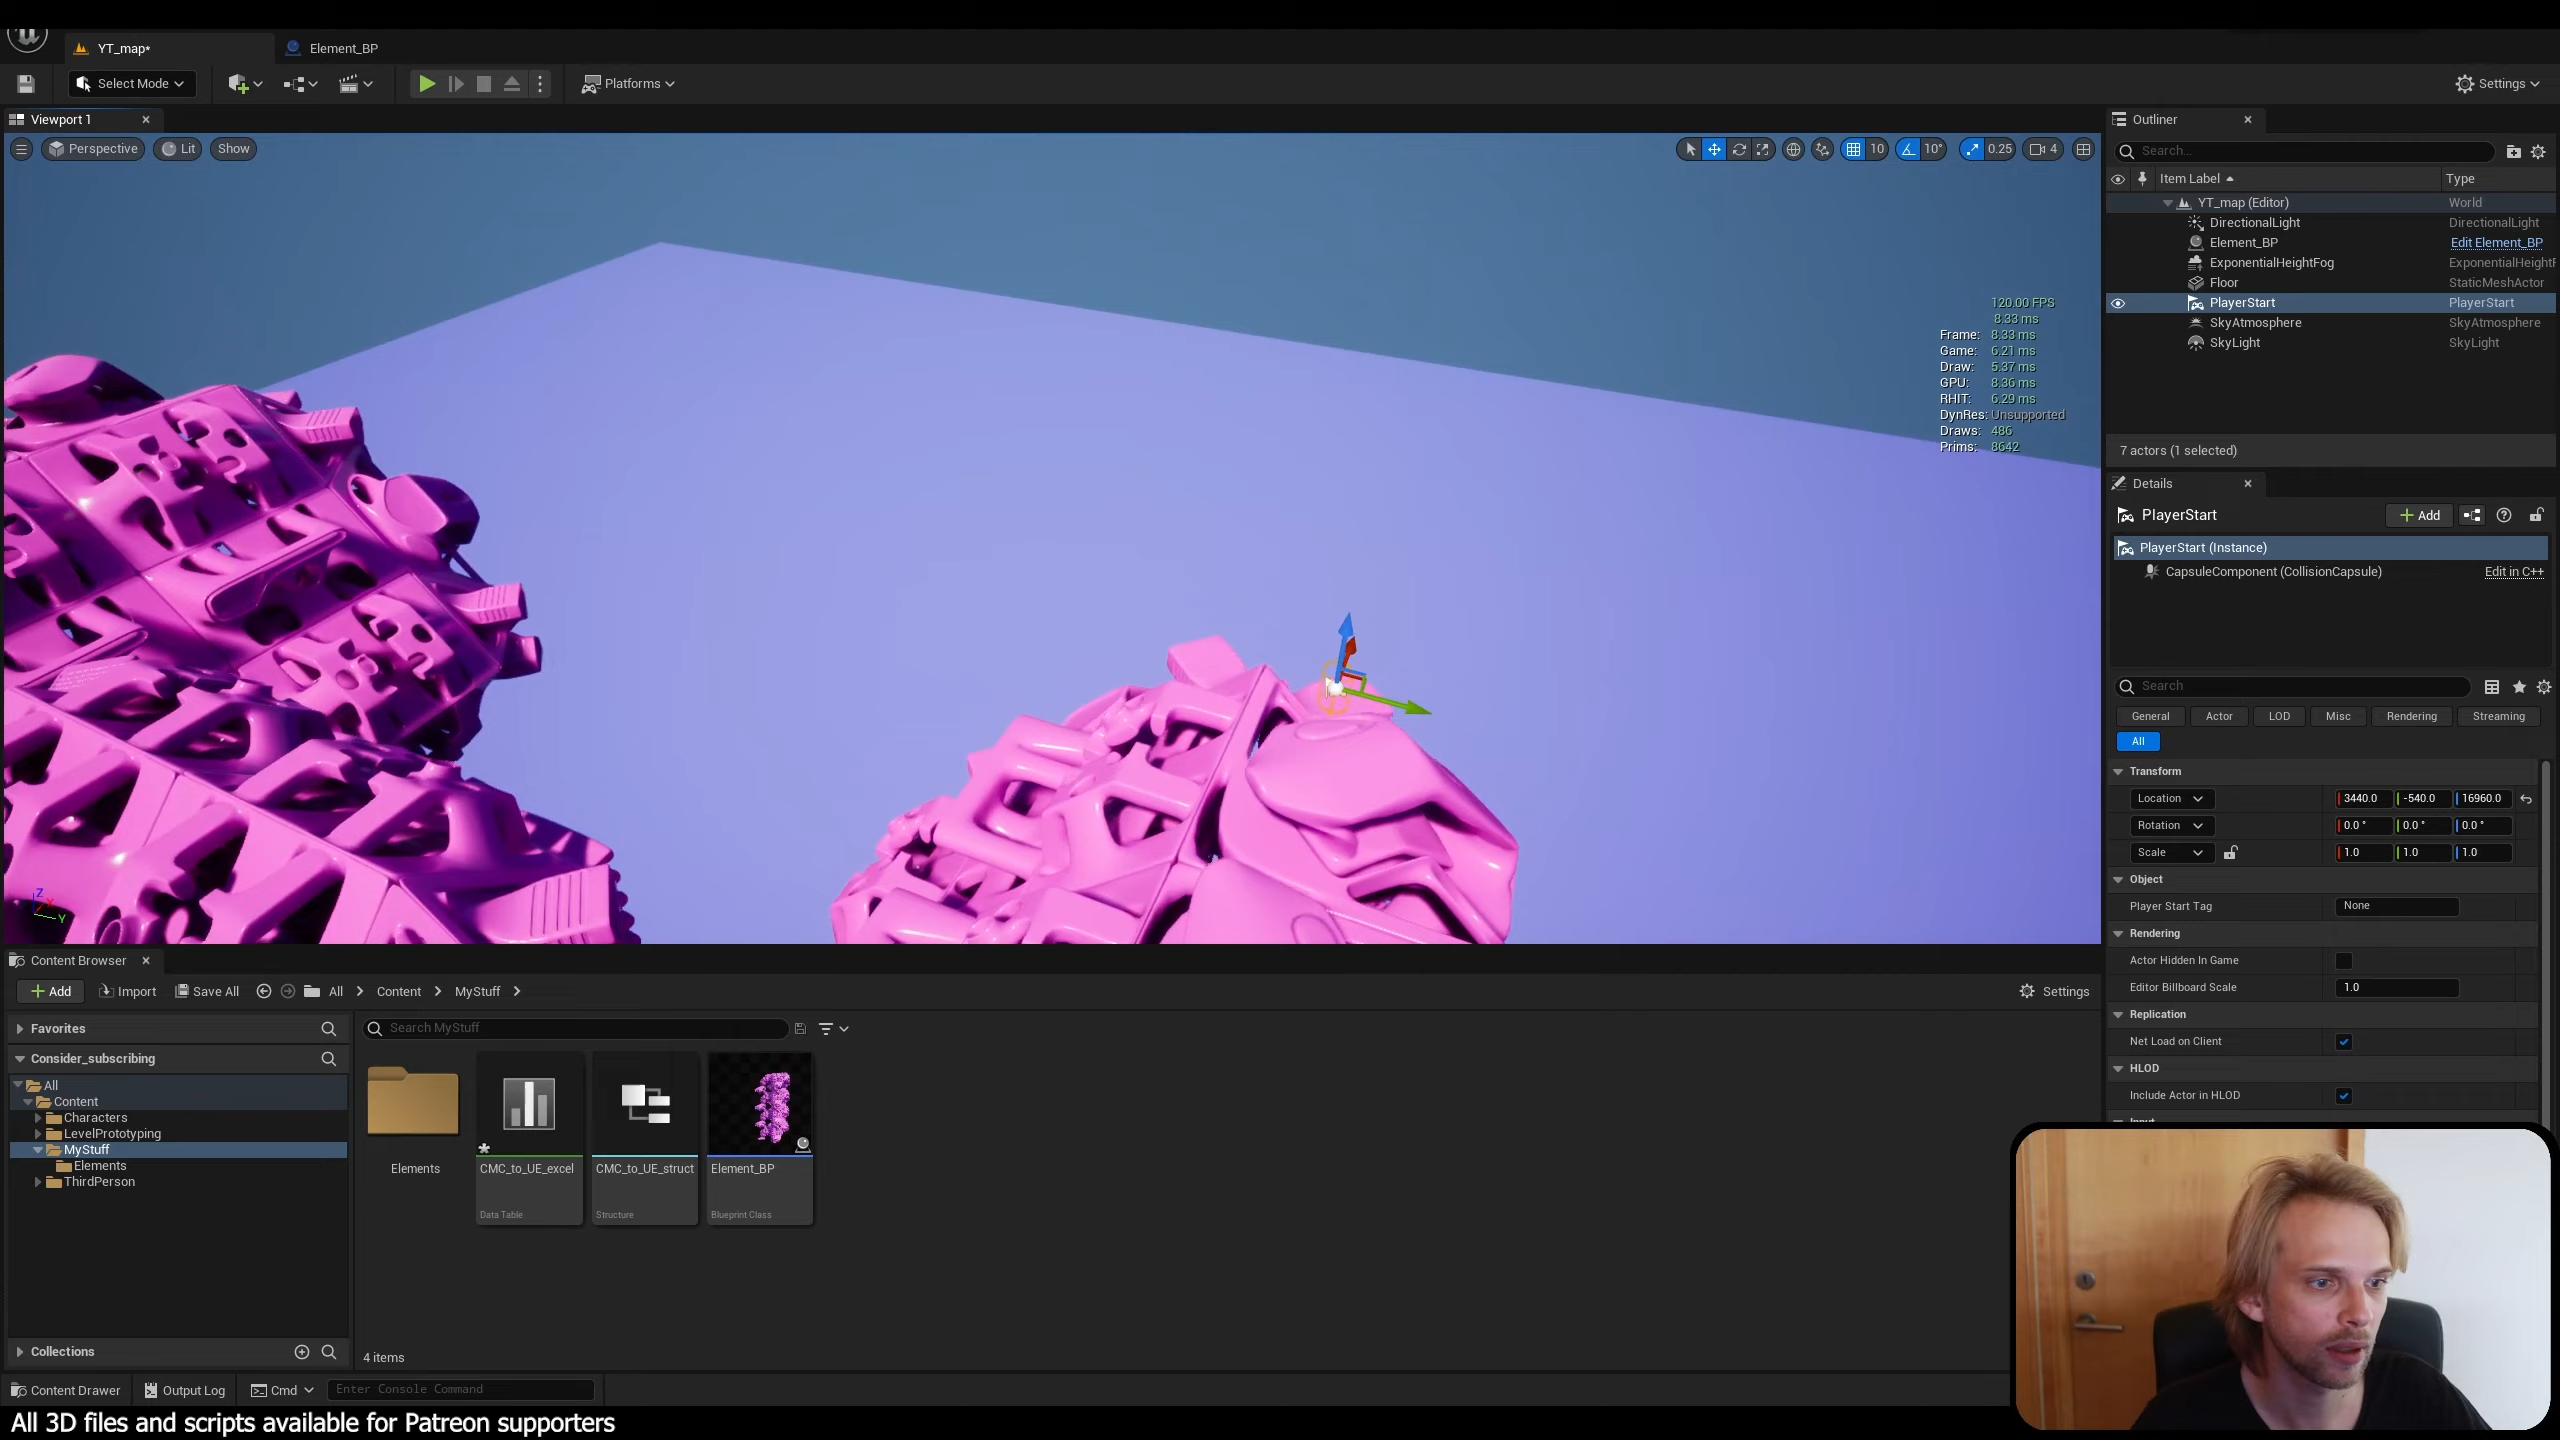 YT_map*
Element_BP
Select Mode
Platforms
Settings
Viewport 1
Perspective
Lit
Show
10
10°
0.25
4
120.00 FPS
8.33 ms
Frame: 8.33 ms
Game: 6.21 ms
Draw: 5.37 ms
GPU: 8.36 ms
RHIT: 6.29 ms
DynRes: Unsupported
Draws: 486
Prims: 8642
Z
Y
Outliner
Search...
Item Label
Type
YT_map (Editor) World
DirectionalLight DirectionalLight
Element_BP Edit Element_BP
ExponentialHeightFog ExponentialHeightF
Floor StaticMeshActor
PlayerStart PlayerStart
SkyAtmosphere SkyAtmosphere
SkyLight SkyLight
7 actors (1 selected)
Details
PlayerStart
Add
PlayerStart (Instance)
CapsuleComponent (CollisionCapsule) Edit in C++
Search
General Actor LOD Misc Rendering Streaming
All
Transform
Location 3440.0 -540.0 16960.0
Rotation 0.0 ° 0.0 ° 0.0 °
Scale 1.0 1.0 1.0
Object
Player Start Tag None
Rendering
Actor Hidden In Game
Editor Billboard Scale 1.0
Replication
Net Load on Client
HLOD
Include Actor in HLOD
Content Browser
Add Import Save All All Content MyStuff
Settings
Favorites
Search MyStuff
Consider_subscribing
All
Content
Characters
LevelPrototyping
MyStuff
Elements
ThirdPerson
Elements
CMC_to_UE_excel
Data Table
CMC_to_UE_struct
Structure
Element_BP
Blueprint Class
Collections
4 items
Content Drawer
Output Log
Cmd
Enter Console Command
All 3D files and scripts available for Patreon supporters